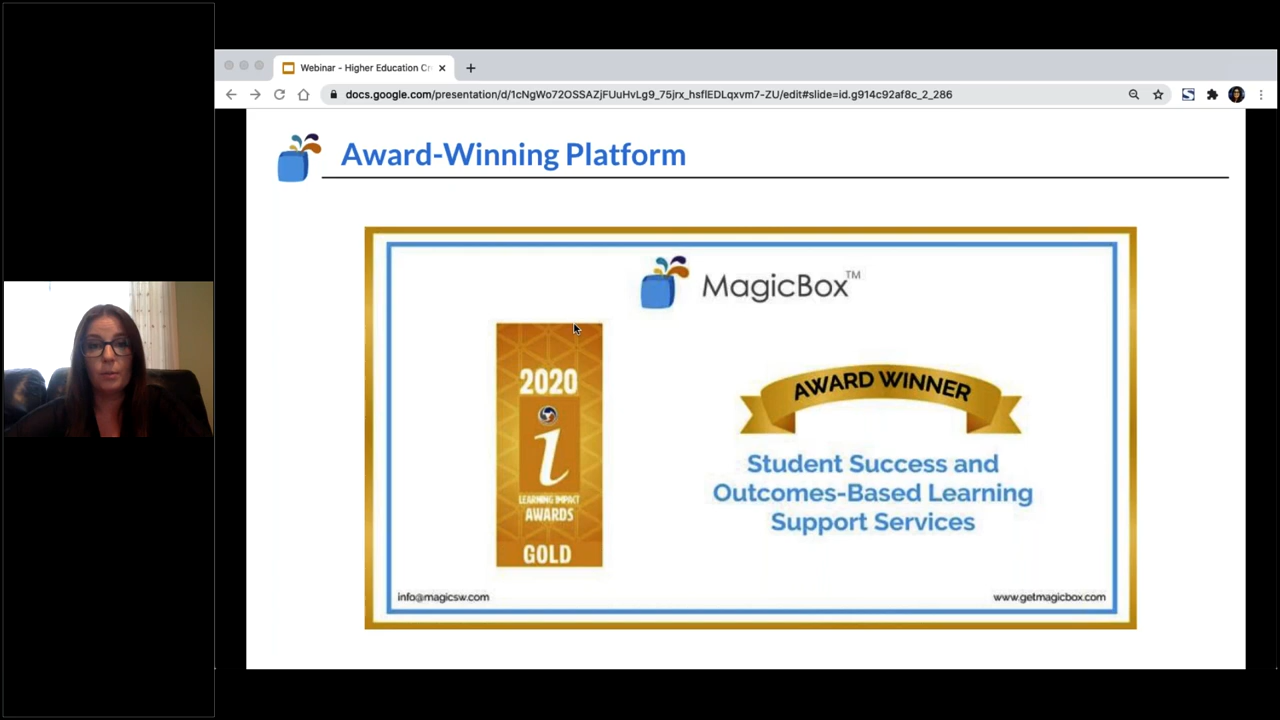 Webinar - Higher Education Cr
docs.google.com/presentation/d/1cNgWo72OSSAZjFUuHvLg9_75jrx_hsflEDLqxvm7-ZU/edit#slide=id.g914c92af8c_2_286
Award-Winning Platform
MagicBox™
2020
i
LEARNING IMPACT
AWARDS
GOLD
AWARD WINNER
Student Success and
Outcomes-Based Learning
Support Services
info@magicsw.com
www.getmagicbox.com